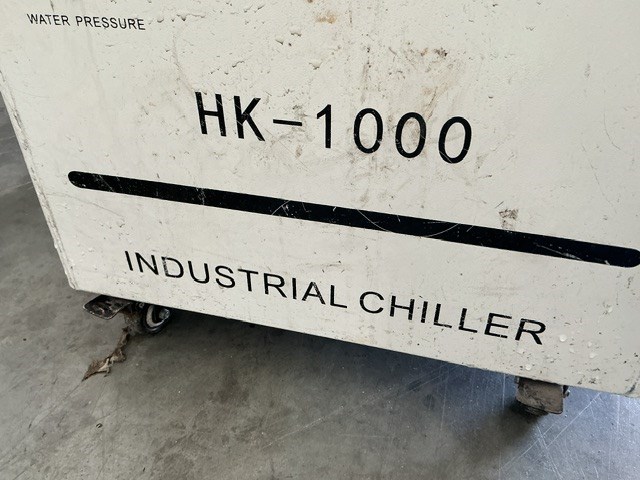 WATER PRESSURE
HK-1000
INDUSTRIAL CHILLER